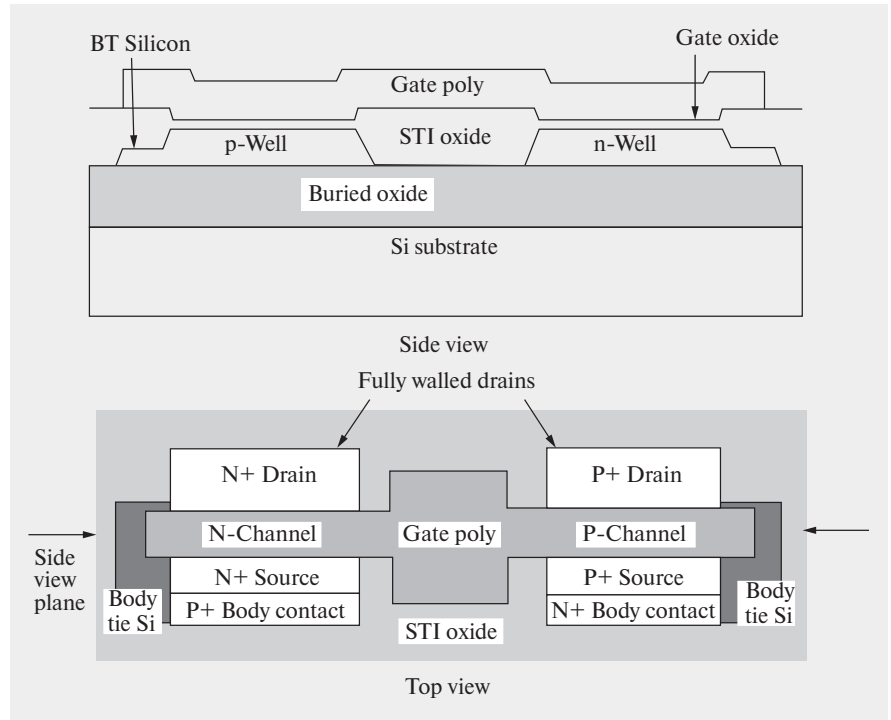 BT Silicon
Gate oxide
Gate poly
STI oxide
p-Well
n-Well
Buried oxide
Si substrate
Side view
Fully walled drains
N+ Drain
P+ Drain
N-Channel
Gate poly
P-Channel
Side
view
plane
N+ Source
P+ Source
Body
tie Si
P+ Body contact
N+ Body contact
Body
tie Si
STI oxide
Top view